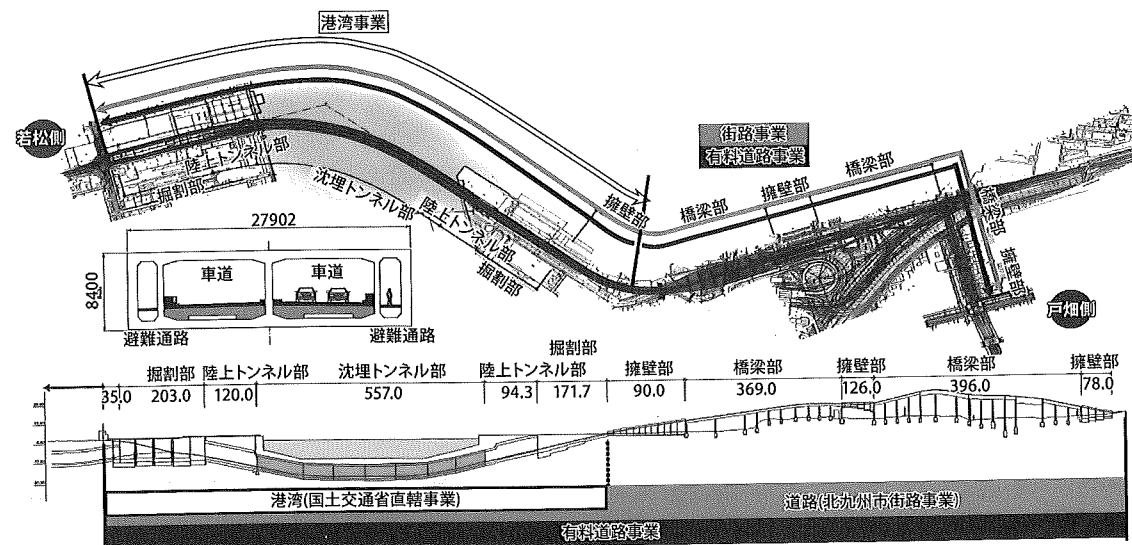 港湾事業
若松側
陸上トンネル部
掘割部
沈埋トンネル部
陸上トンネル部
掘割部
擁壁部
街路事業
有料道路事業
橋梁部
擁壁部
橋梁部
橋梁部
擁壁部
戸畑側
27902
8400
車道
車道
避難通路
避難通路
掘割部
陸上トンネル部
沈埋トンネル部
陸上トンネル部
掘割部
擁壁部
橋梁部
擁壁部
橋梁部
擁壁部
35.0
203.0
120.0
557.0
94.3
171.7
90.0
369.0
126.0
396.0
78.0
港湾(国土交通省直轄事業)
道路(北九州市街路事業)
有料道路事業